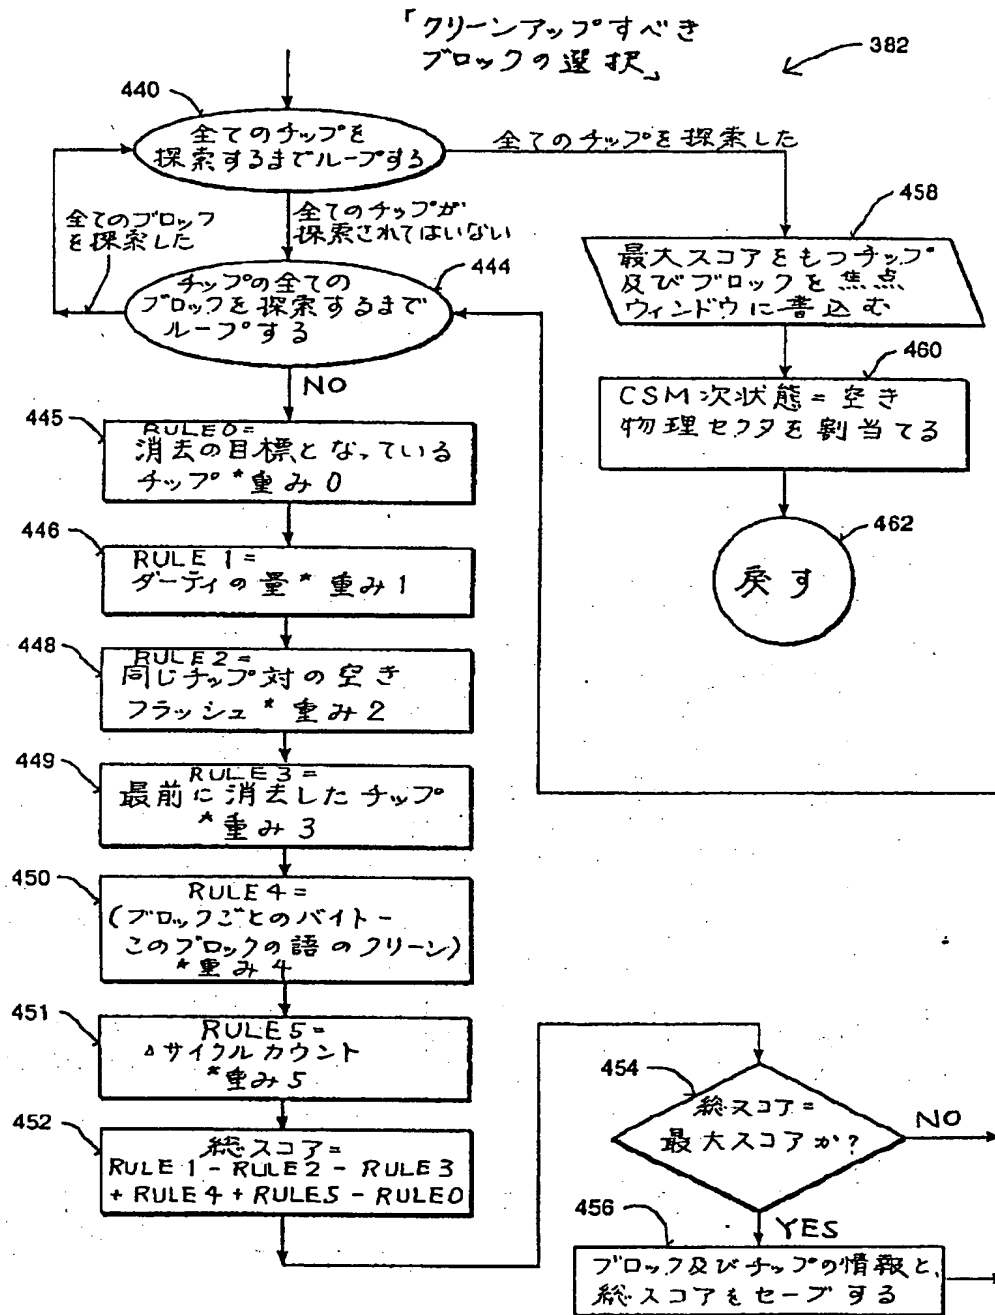 「クリーンアップすべき
ブロックの選択」
382
440
全てのチップを
探索するまでループする
全てのチップを探索した
全てのブロック
を探索した
全てのチップが
探索されてはいない
444
チップの全ての
ブロックを探索するまで
ループする
458
最大スコアをもつチップ
及びブロックを焦点
ウィンドウに書込む
460
CSM次状態=空き
物理セクタを割当てる
462
戻す
NO
445
RULE0=
消去の目標となっている
チップ*重み0
446
RULE 1=
ダーティの量*重み1
448
RULE2=
同じチップ対の空き
フラッシュ*重み2
449
RULE3=
最前に消去したチップ
*重み3
450
RULE4=
(ブロックごとのバイト-
このブロックの語のクリーン)
*重み4
451
RULE5=
△サイクルカウント
*重み5
452
総スコア=
RULE1-RULE2-RULE3
+RULE4+RULE5-RULE0
454
総スコア=
最大スコアか?
NO
YES
456
ブロック及びチップの情報と、
総スコアをセーブする